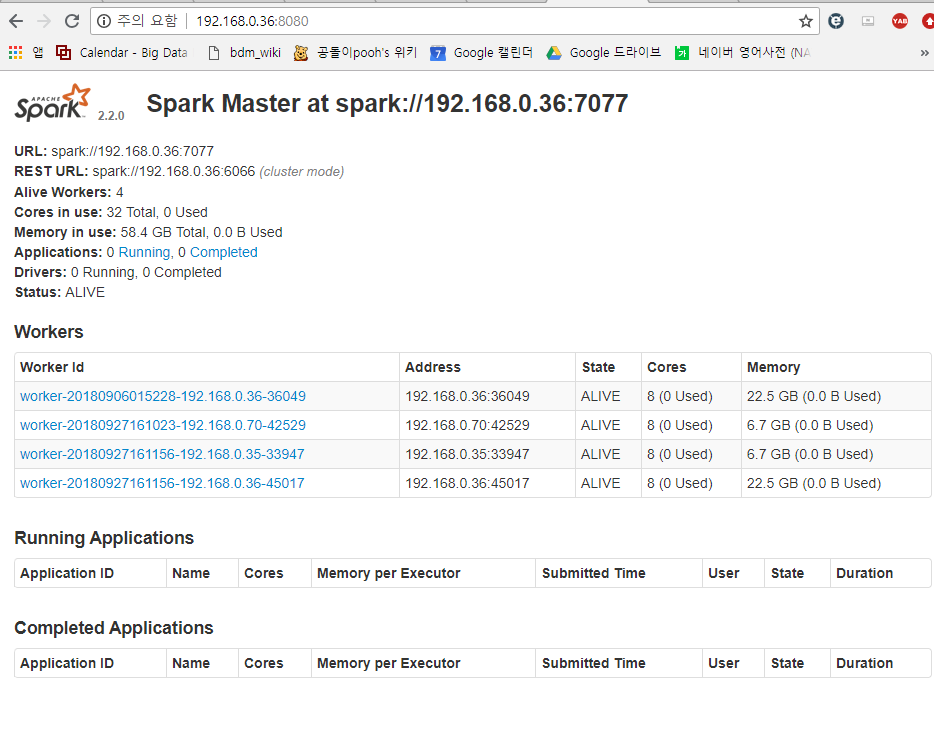 주의 요함 192.168.0.36:8080
앱 Calendar - Big Data bdm_wiki 공돌이pooh's 위키 7 Google 캘린더 Google 드라이브 네이버 영어사전 (NA »
APACHE Spark 2.2.0 Spark Master at spark://192.168.0.36:7077
URL: spark://192.168.0.36:7077
REST URL: spark://192.168.0.36:6066 (cluster mode)
Alive Workers: 4
Cores in use: 32 Total, 0 Used
Memory in use: 58.4 GB Total, 0.0 B Used
Applications: 0 Running, 0 Completed
Drivers: 0 Running, 0 Completed
Status: ALIVE
Workers
Worker Id Address State Cores Memory
worker-20180906015228-192.168.0.36-36049 192.168.0.36:36049 ALIVE 8 (0 Used) 22.5 GB (0.0 B Used)
worker-20180927161023-192.168.0.70-42529 192.168.0.70:42529 ALIVE 8 (0 Used) 6.7 GB (0.0 B Used)
worker-20180927161156-192.168.0.35-33947 192.168.0.35:33947 ALIVE 8 (0 Used) 6.7 GB (0.0 B Used)
worker-20180927161156-192.168.0.36-45017 192.168.0.36:45017 ALIVE 8 (0 Used) 22.5 GB (0.0 B Used)
Running Applications
Application ID Name Cores Memory per Executor Submitted Time User State Duration
Completed Applications
Application ID Name Cores Memory per Executor Submitted Time User State Duration